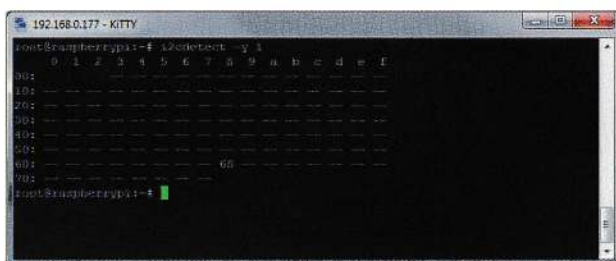 192.168.0.177 - KiTTY
root@raspberrypi:~# i2cdetect -y 1
     0  1  2  3  4  5  6  7  8  9  a  b  c  d  e  f
00:          -- -- -- -- -- -- -- -- -- -- -- -- --
10: -- -- -- -- -- -- -- -- -- -- -- -- -- -- -- --
20: -- -- -- -- -- -- -- -- -- -- -- -- -- -- -- --
30: -- -- -- -- -- -- -- -- -- -- -- -- -- -- -- --
40: -- -- -- -- -- -- -- -- -- -- -- -- -- -- -- --
50: -- -- -- -- -- -- -- -- -- -- -- -- -- -- -- --
60: -- -- -- -- -- -- -- -- 68 -- -- -- -- -- -- --
70: -- -- -- -- -- -- -- --
root@raspberrypi:~#